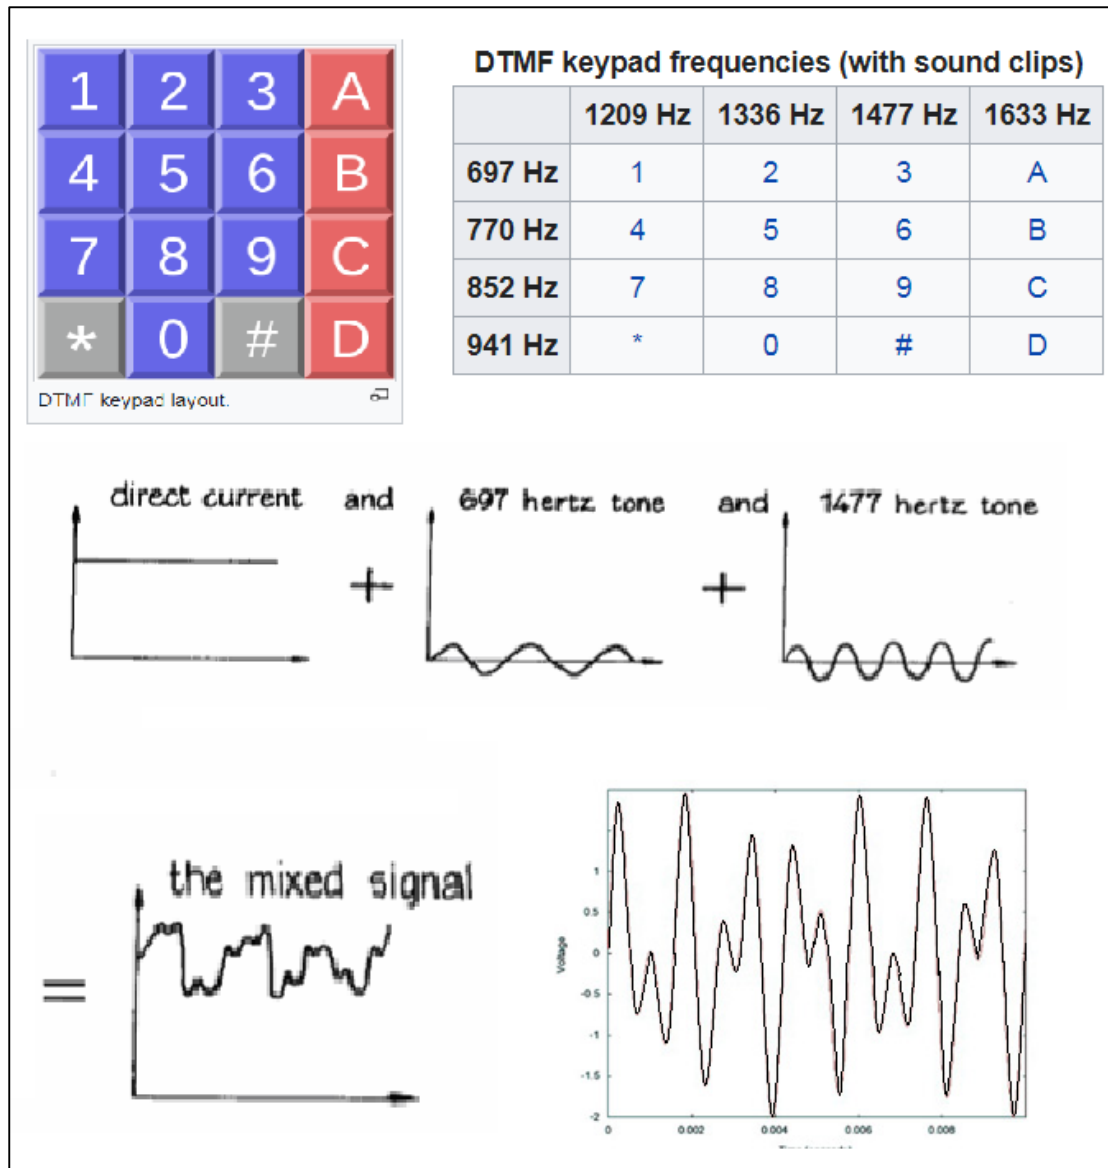 1 2 3 A
4 5 6 B
7 8 9 C
* 0 # D
DTMF keypad layout.
DTMF keypad frequencies (with sound clips)
1209 Hz 1336 Hz 1477 Hz 1633 Hz
697 Hz 1 2 3 A
770 Hz 4 5 6 B
852 Hz 7 8 9 C
941 Hz * 0 # D
direct current and 697 hertz tone and 1477 hertz tone
+ +
= the mixed signal
Voltage
1
0.5
0
-0.5
-1
-1.5
-2
0 0.002 0.004 0.006 0.008